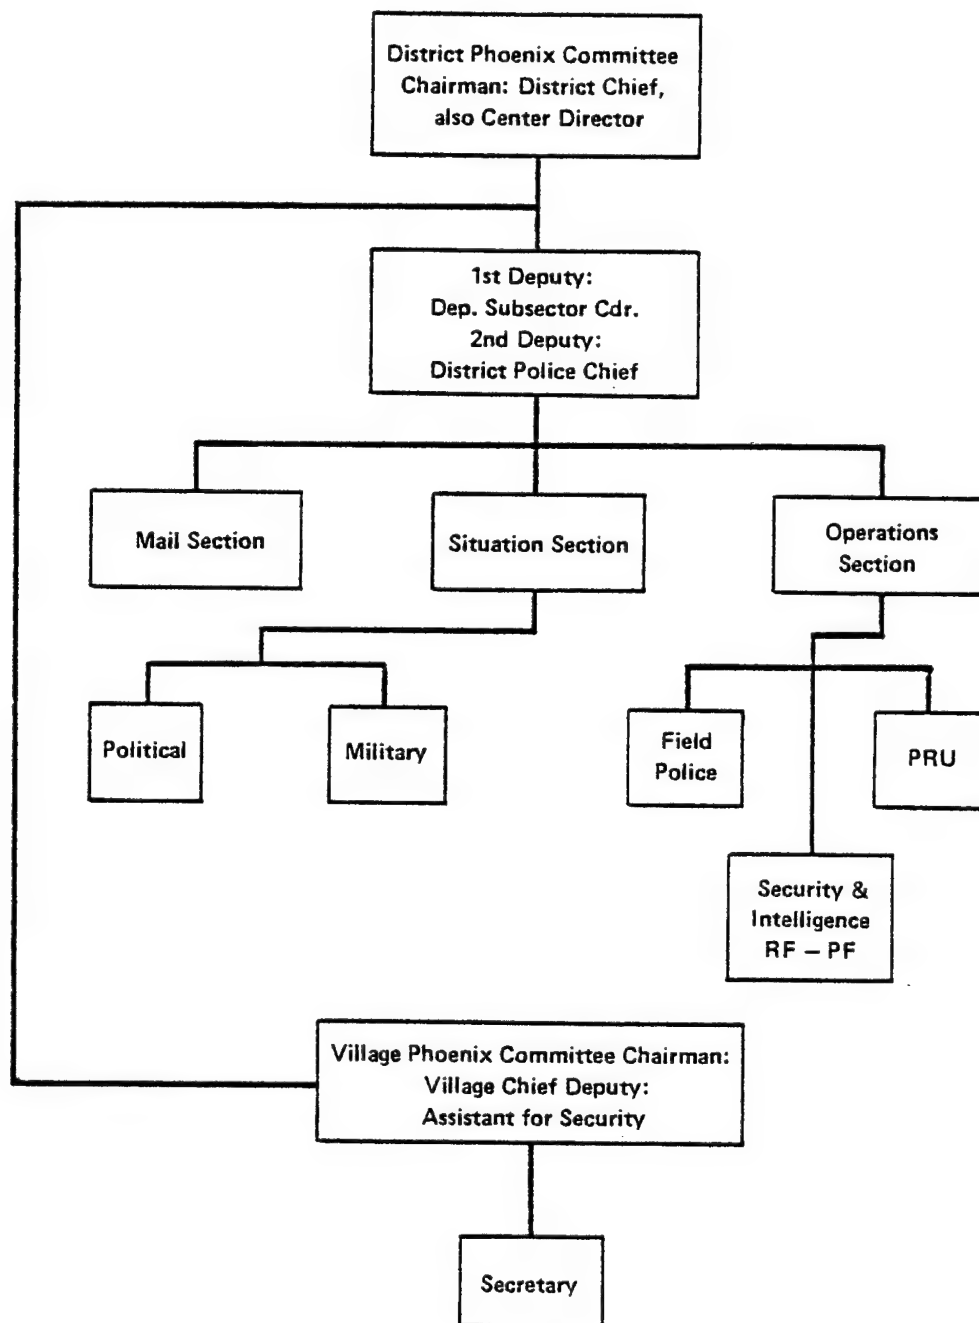 District Phoenix Committee
Chairman: District Chief,
also Center Director
1st Deputy:
Dep. Subsector Cdr.
2nd Deputy:
District Police Chief
Mail Section
Situation Section
Operations
Section
Political
Military
Field
Police
PRU
Security &
Intelligence
RF – PF
Village Phoenix Committee Chairman:
Village Chief Deputy:
Assistant for Security
Secretary